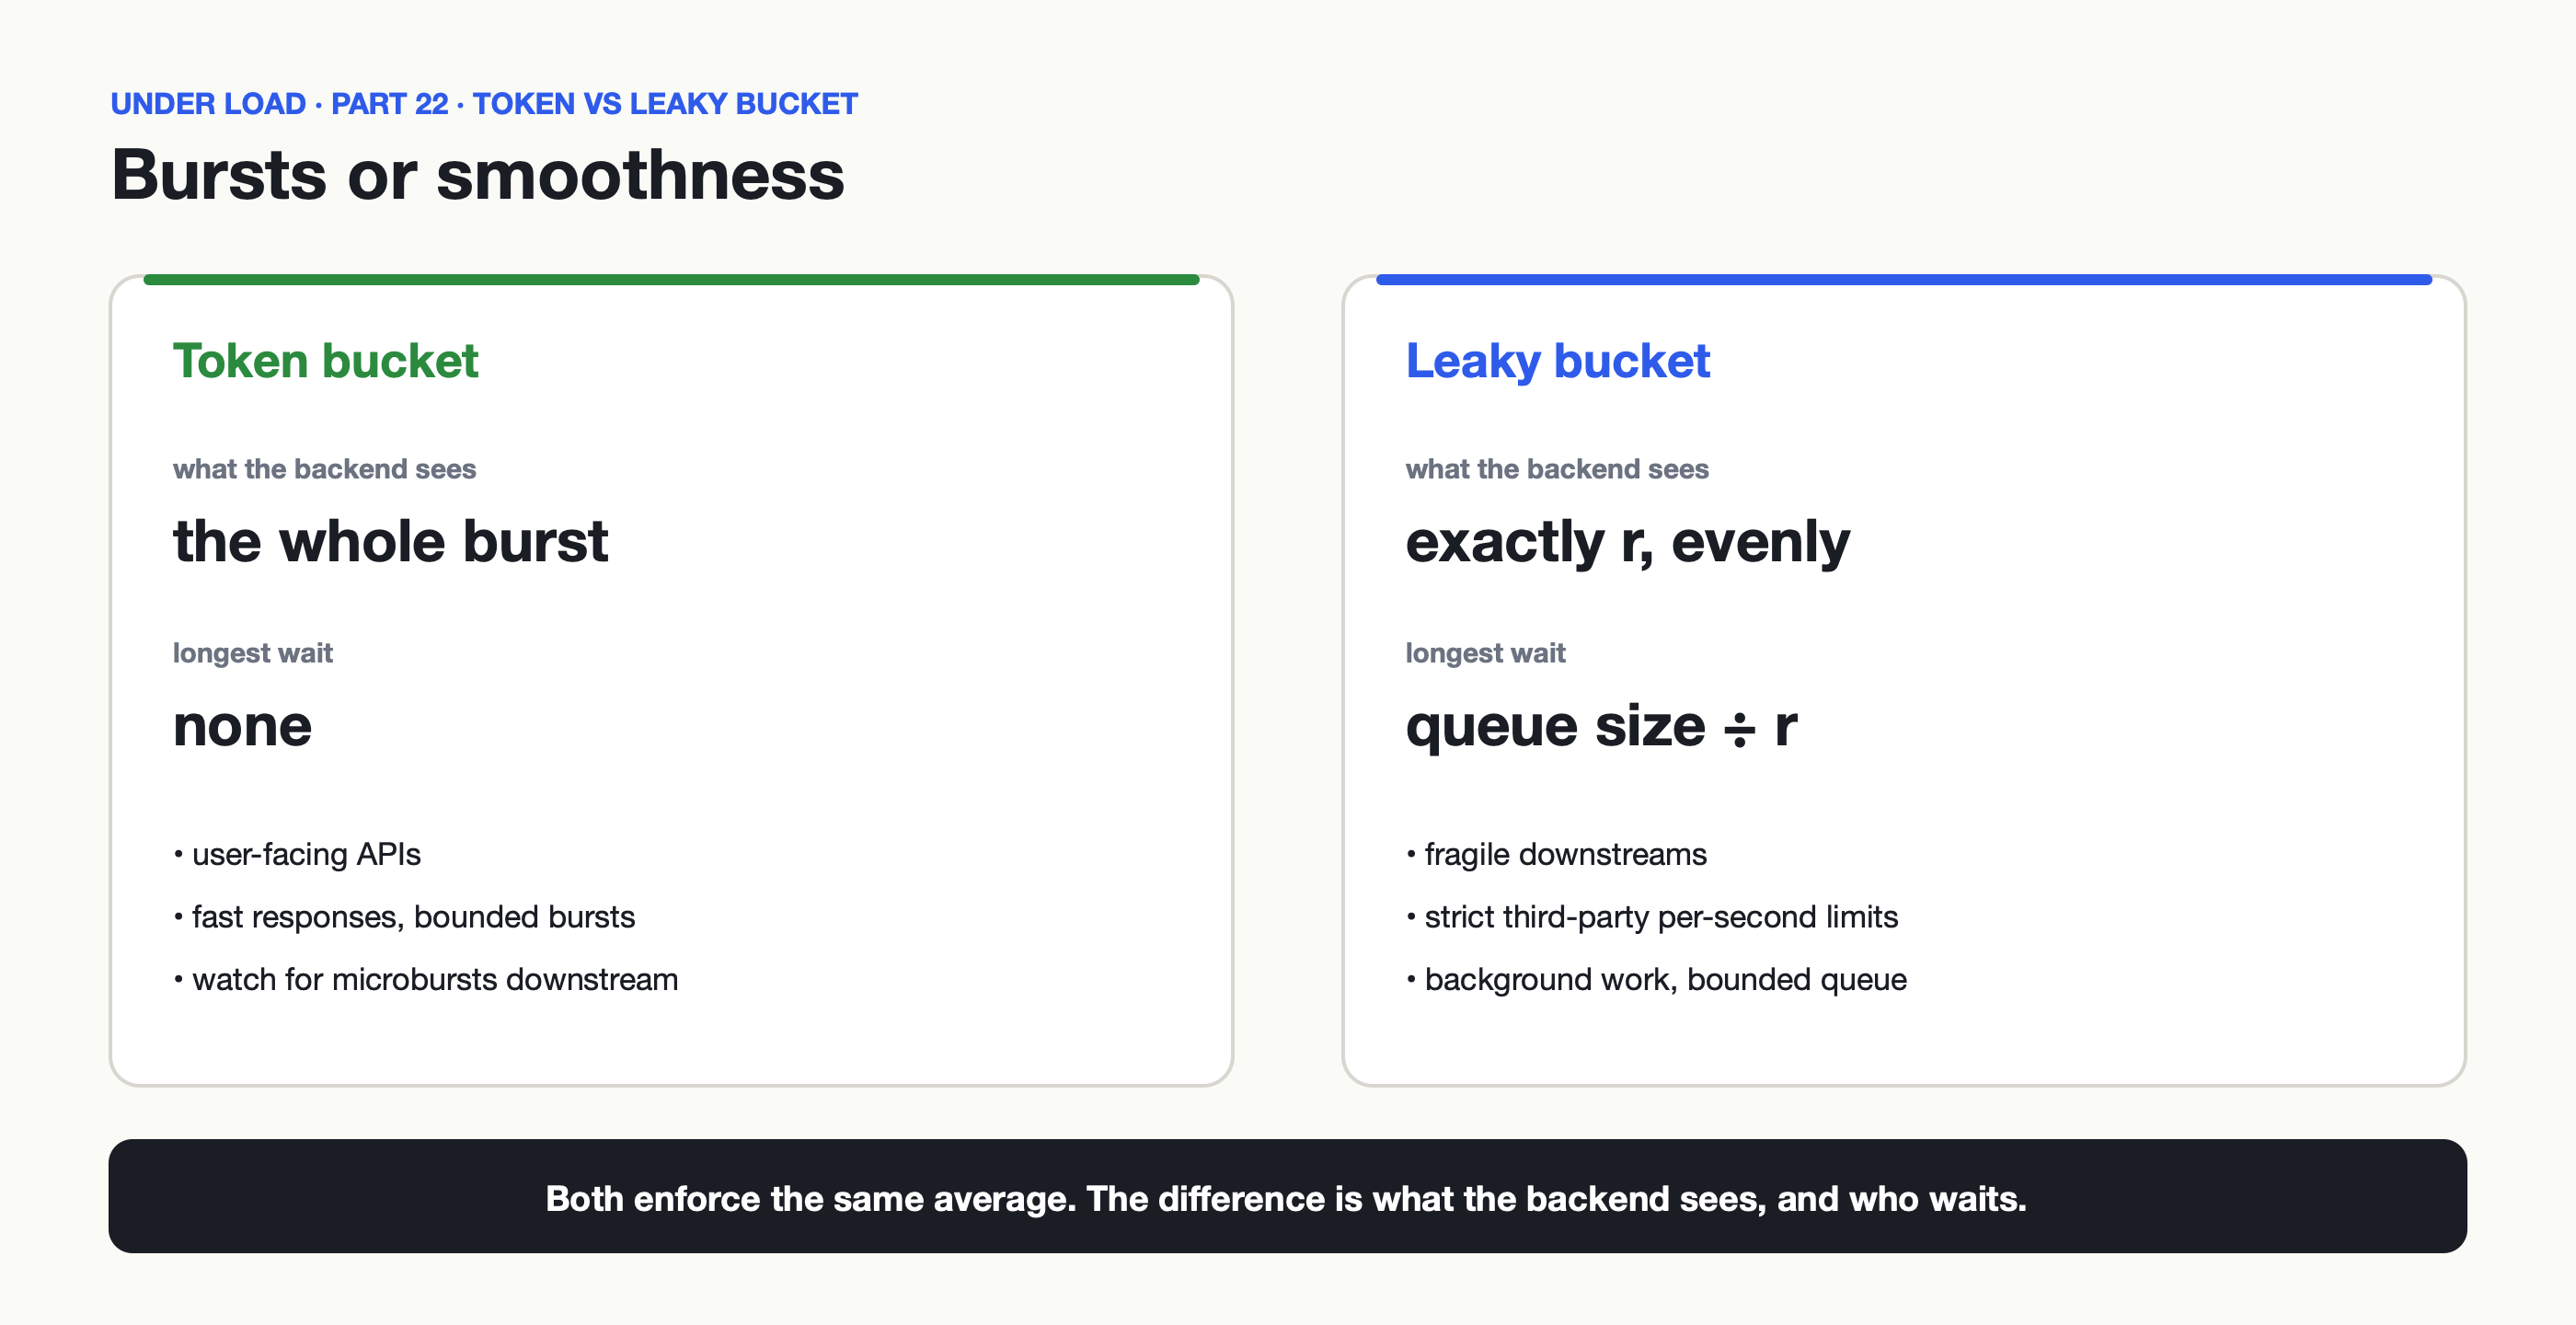 UNDER LOAD · PART 22 · TOKEN VS LEAKY BUCKET
Bursts or smoothness
Token bucket
what the backend sees
the whole burst
longest wait
none
• user-facing APIs
• fast responses, bounded bursts
• watch for microbursts downstream
Leaky bucket
what the backend sees
exactly r, evenly
longest wait
queue size ÷ r
• fragile downstreams
• strict third-party per-second limits
• background work, bounded queue
Both enforce the same average. The difference is what the backend sees, and who waits.